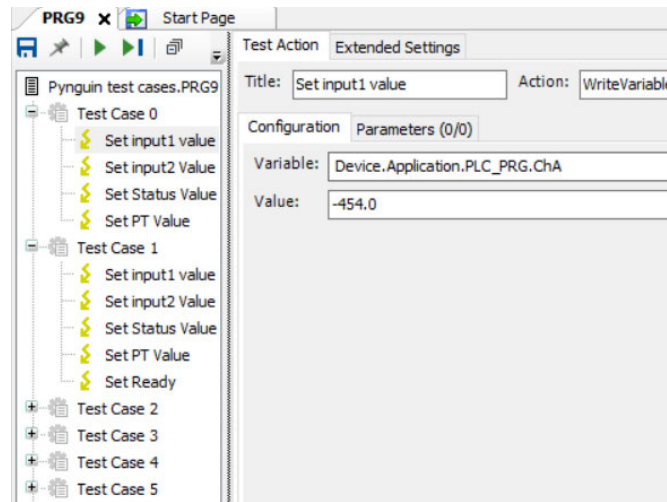 PRG9 x Start Page
Pynguin test cases.PRG9
Test Case 0
Set input1 value
Set input2 Value
Set Status Value
Set PT Value
Test Case 1
Set input1 value
Set input2 Value
Set Status Value
Set PT Value
Set Ready
Test Case 2
Test Case 3
Test Case 4
Test Case 5
Test Action Extended Settings
Title: Set input1 value Action: WriteVariable
Configuration Parameters (0/0)
Variable: Device.Application.PLC_PRG.ChA
Value: -454.0